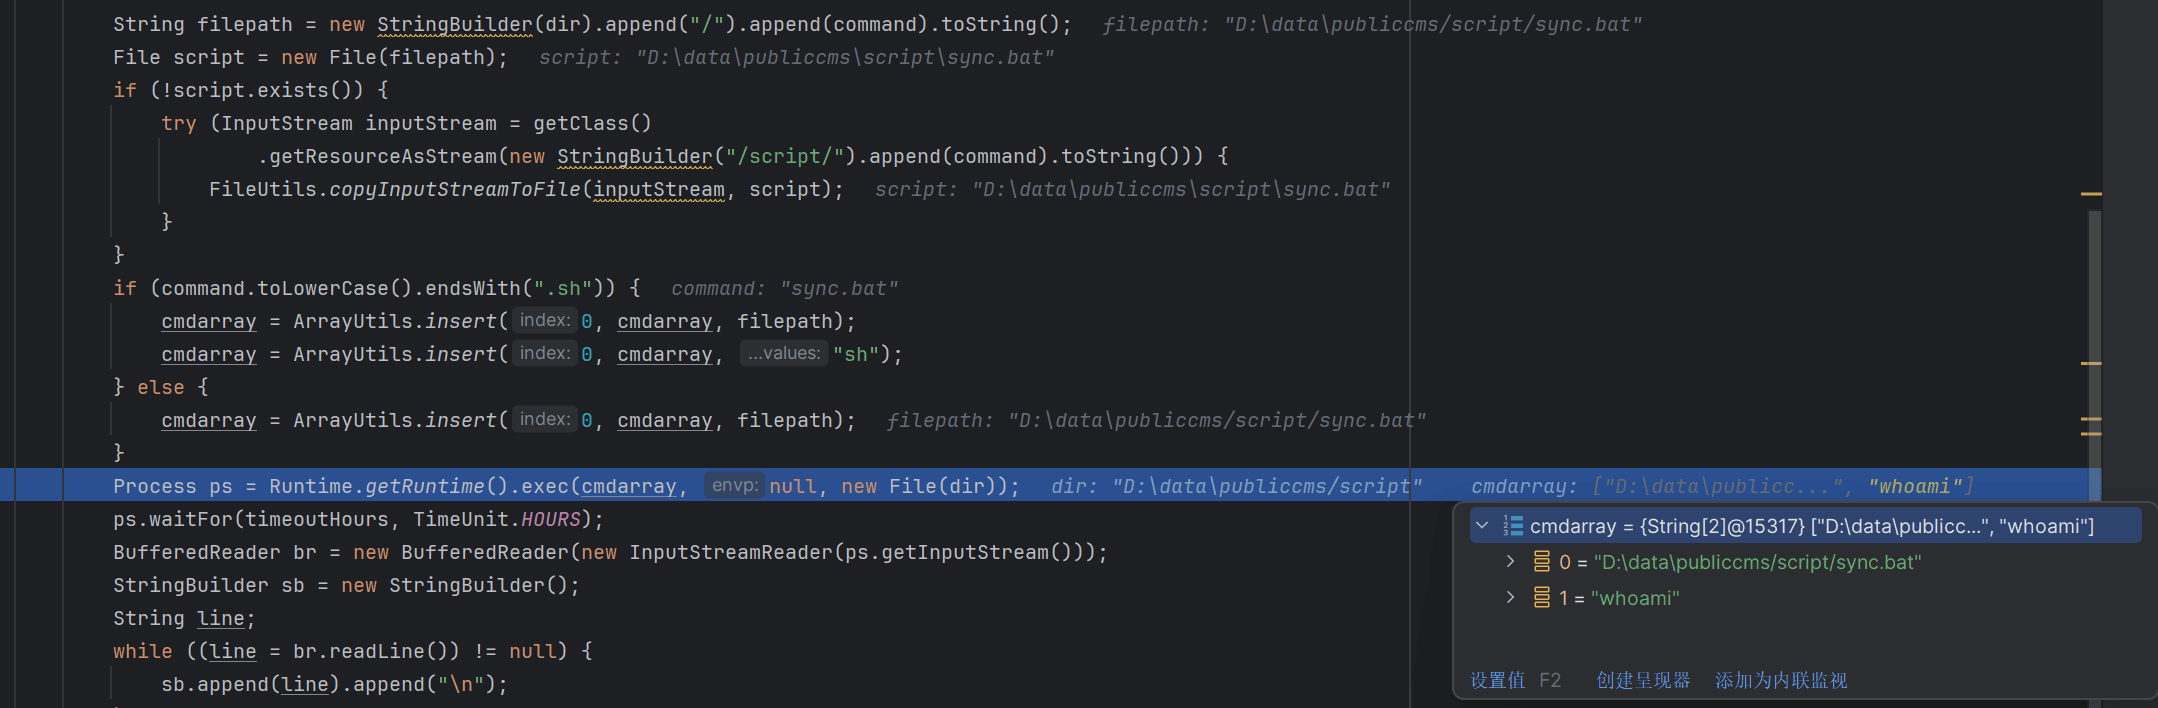 String filepath = new StringBuilder(dir).append("/").append(command).toString(); filepath: "D:\data\publiccms/script/sync.bat"
File script = new File(filepath); script: "D:\data\publiccms\script\sync.bat"
if (!script.exists()) {
try (InputStream inputStream = getClass()
.getResourceAsStream(new StringBuilder("/script/").append(command).toString())) {
FileUtils.copyInputStreamToFile(inputStream, script); script: "D:\data\publiccms\script\sync.bat"
}
}
if (command.toLowerCase().endsWith(".sh")) { command: "sync.bat"
cmdarray = ArrayUtils.insert( index: 0, cmdarray, filepath);
cmdarray = ArrayUtils.insert( index: 0, cmdarray, ...values: "sh");
} else {
cmdarray = ArrayUtils.insert( index: 0, cmdarray, filepath); filepath: "D:\data\publiccms/script/sync.bat"
}
Process ps = Runtime.getRuntime().exec(cmdarray, envp: null, new File(dir)); dir: "D:\data\publiccms/script" cmdarray: ["D:\data\publicc...", "whoami"]
ps.waitFor(timeoutHours, TimeUnit.HOURS);
BufferedReader br = new BufferedReader(new InputStreamReader(ps.getInputStream()));
StringBuilder sb = new StringBuilder();
String line;
while ((line = br.readLine()) != null) {
sb.append(line).append("\n");
cmdarray = {String[2]@15317} ["D:\data\publicc...", "whoami"]
0 = "D:\data\publiccms/script/sync.bat"
1 = "whoami"
设置值 F2 创建呈现器 添加为内联监视